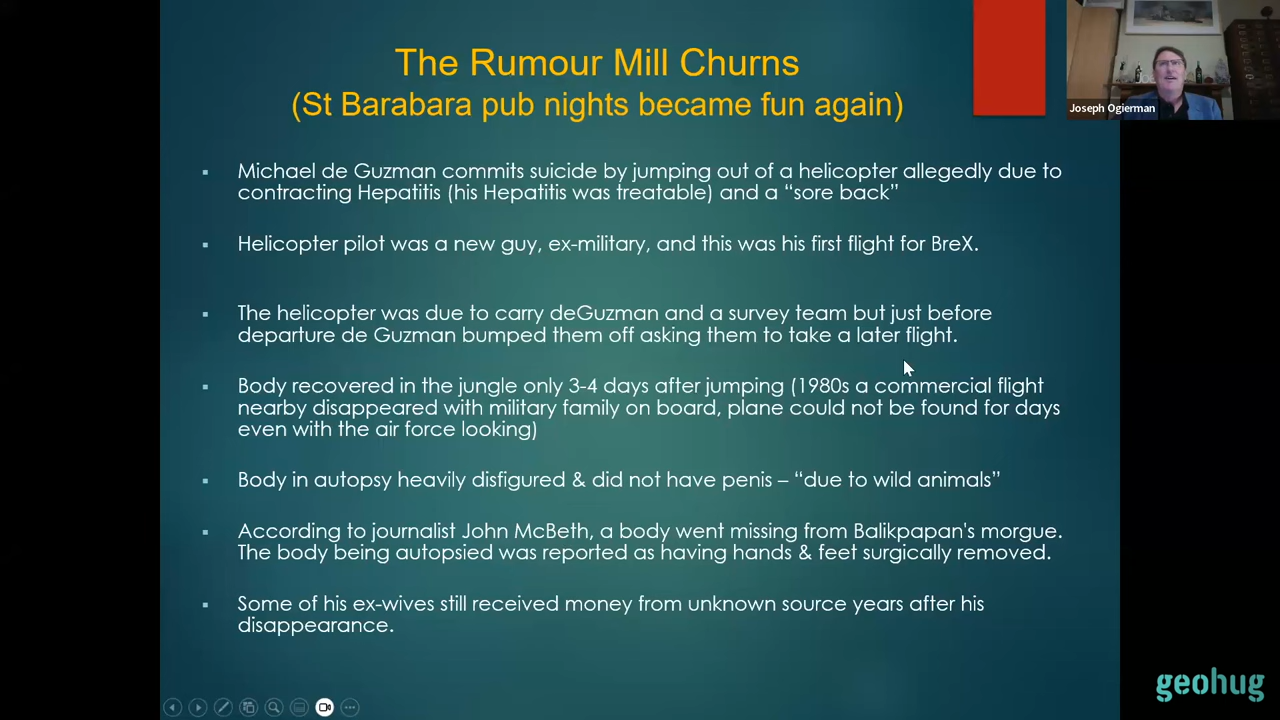 The Rumour Mill Churns
(St Barabara pub nights became fun again)
Joseph Ogierman
Michael de Guzman commits suicide by jumping out of a helicopter allegedly due to
contracting Hepatitis (his Hepatitis was treatable) and a “sore back”
Helicopter pilot was a new guy, ex-military, and this was his first flight for BreX.
The helicopter was due to carry deGuzman and a survey team but just before
departure de Guzman bumped them off asking them to take a later flight.
Body recovered in the jungle only 3-4 days after jumping (1980s a commercial flight
nearby disappeared with military family on board, plane could not be found for days
even with the air force looking)
Body in autopsy heavily disfigured & did not have penis – “due to wild animals”
According to journalist John McBeth, a body went missing from Balikpapan's morgue.
The body being autopsied was reported as having hands & feet surgically removed.
Some of his ex-wives still received money from unknown source years after his
disappearance.
geohug